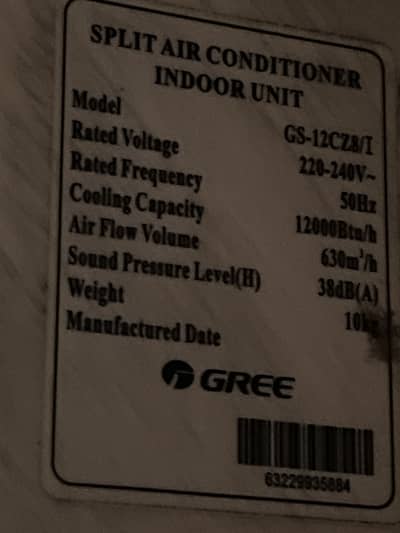 SPLIT AIR CONDITIONER
INDOOR UNIT
Model GS-12CZ8/I
Rated Voltage 220-240V~
Rated Frequency 50Hz
Cooling Capacity 12000Btu/h
Air Flow Volume 630m³/h
Sound Pressure Level(H) 38dB(A)
Weight 10kg
Manufactured Date
GREE
63229935884